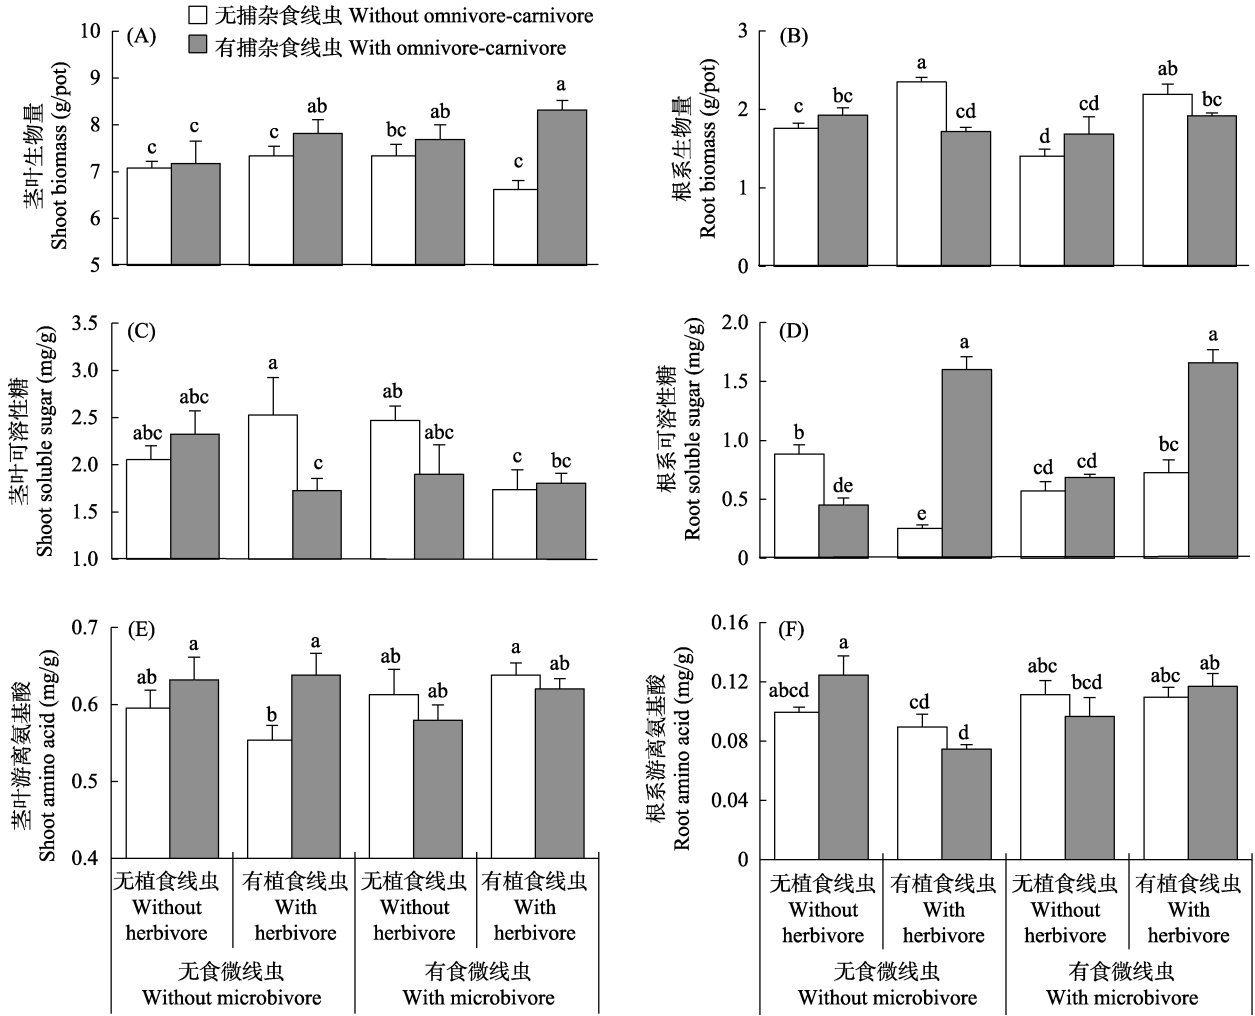 无捕杂食线虫 Without omnivore-carnivore
有捕杂食线虫 With omnivore-carnivore
(A)
茎叶生物量
Shoot biomass (g/pot)
10
9
8
7
6
5
c
c
c
ab
bc
ab
c
a
(B)
根系生物量
Root biomass (g/pot)
3
2
1
0
c
bc
a
cd
d
cd
ab
bc
(C)
茎叶可溶性糖
Shoot soluble sugar (mg/g)
3.5
3.0
2.5
2.0
1.5
1.0
abc
abc
a
c
ab
abc
c
bc
(D)
根系可溶性糖
Root soluble sugar (mg/g)
2.0
1.5
1.0
0.5
0
b
de
e
a
cd
cd
bc
a
(E)
茎叶游离氨基酸
Shoot amino acid (mg/g)
0.7
0.6
0.5
0.4
ab
a
b
a
ab
ab
a
ab
(F)
根系游离氨基酸
Root amino acid (mg/g)
0.16
0.12
0.08
0.04
0
abcd
a
cd
d
abc
bcd
abc
ab
无植食线虫 有植食线虫 无植食线虫 有植食线虫
Without With Without With
herbivore herbivore herbivore herbivore
无食微线虫 有食微线虫
Without microbivore With microbivore
无植食线虫 有植食线虫 无植食线虫 有植食线虫
Without With Without With
herbivore herbivore herbivore herbivore
无食微线虫 有食微线虫
Without microbivore With microbivore